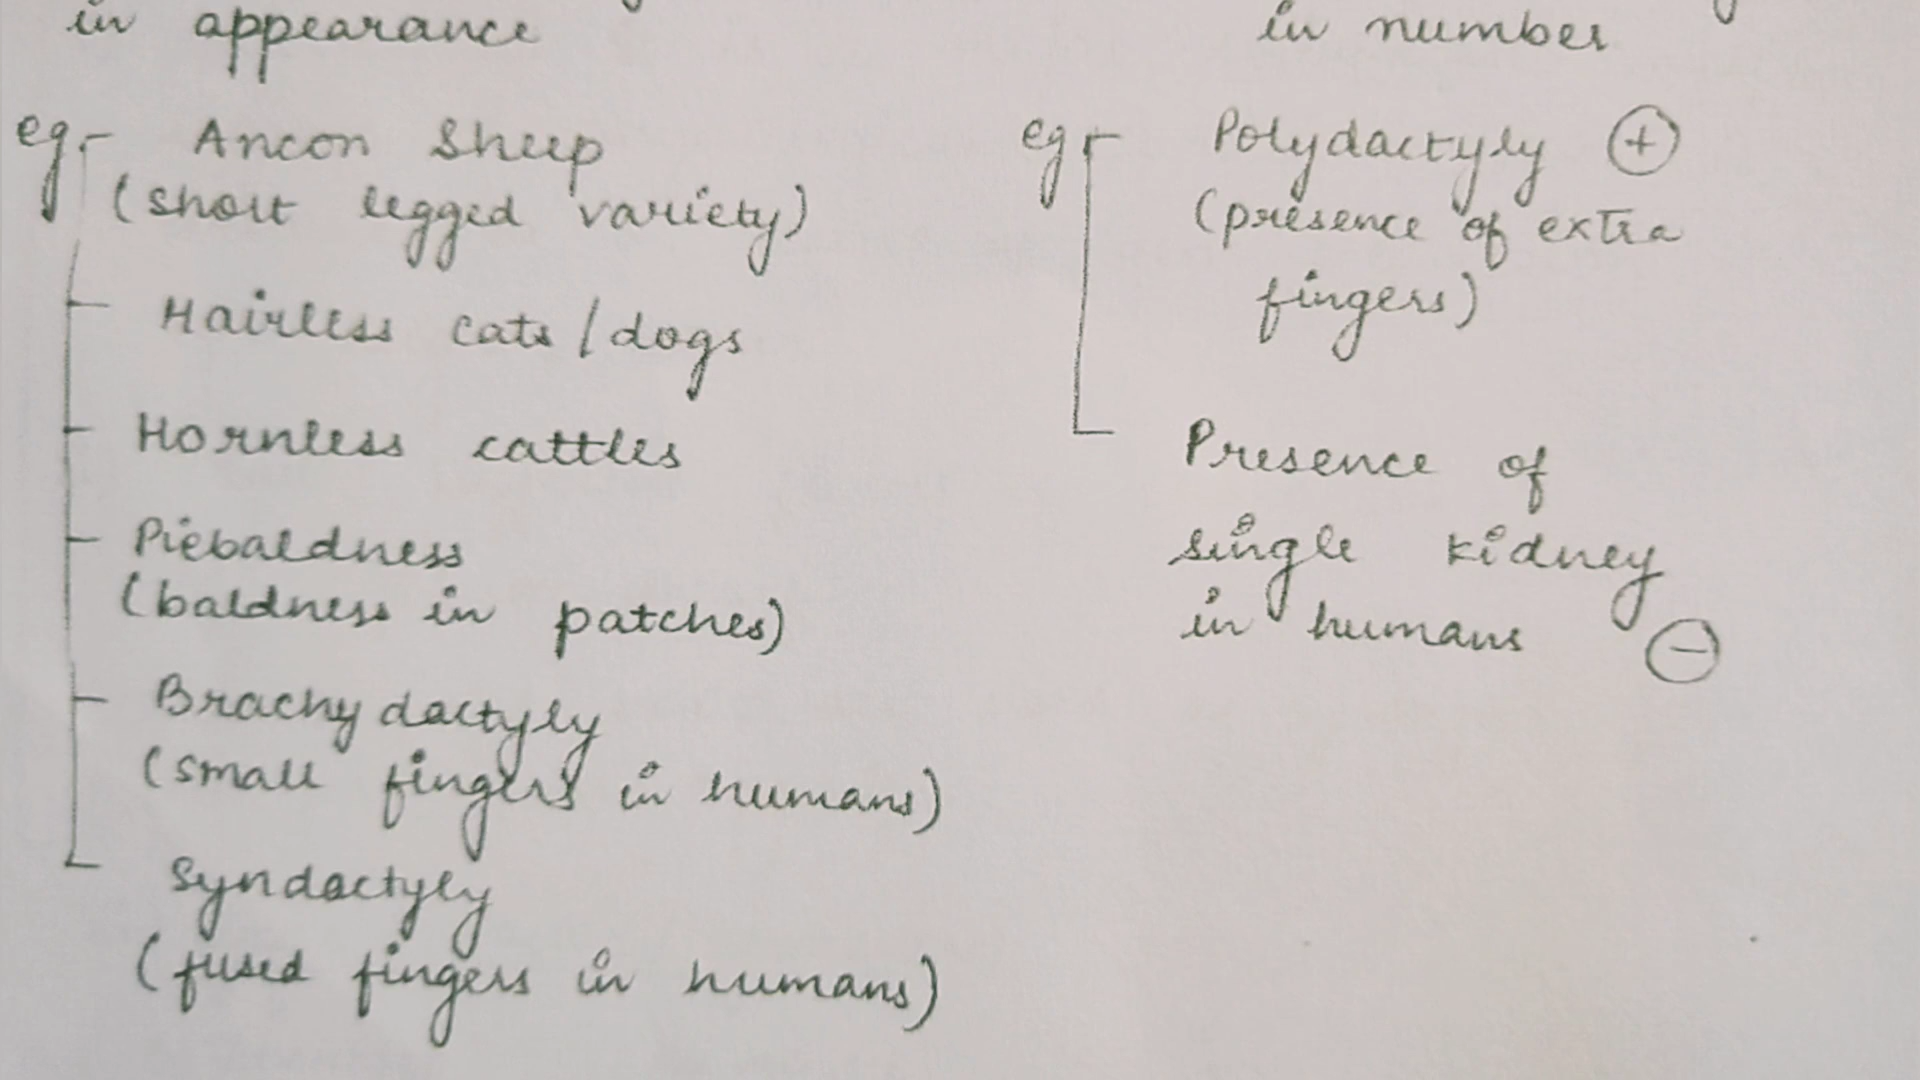 in appearance
eg Ancon Sheep
(short legged variety)
Hairless cats/dogs
Hornless cattles
Piebaldness
(baldness in patches)
Brachydactyly
(small fingers in humans)
Syndactyly
(fused fingers in humans)
in number
eg Polydactyly +
(presence of extra
fingers)
Presence of
single kidney
in humans −